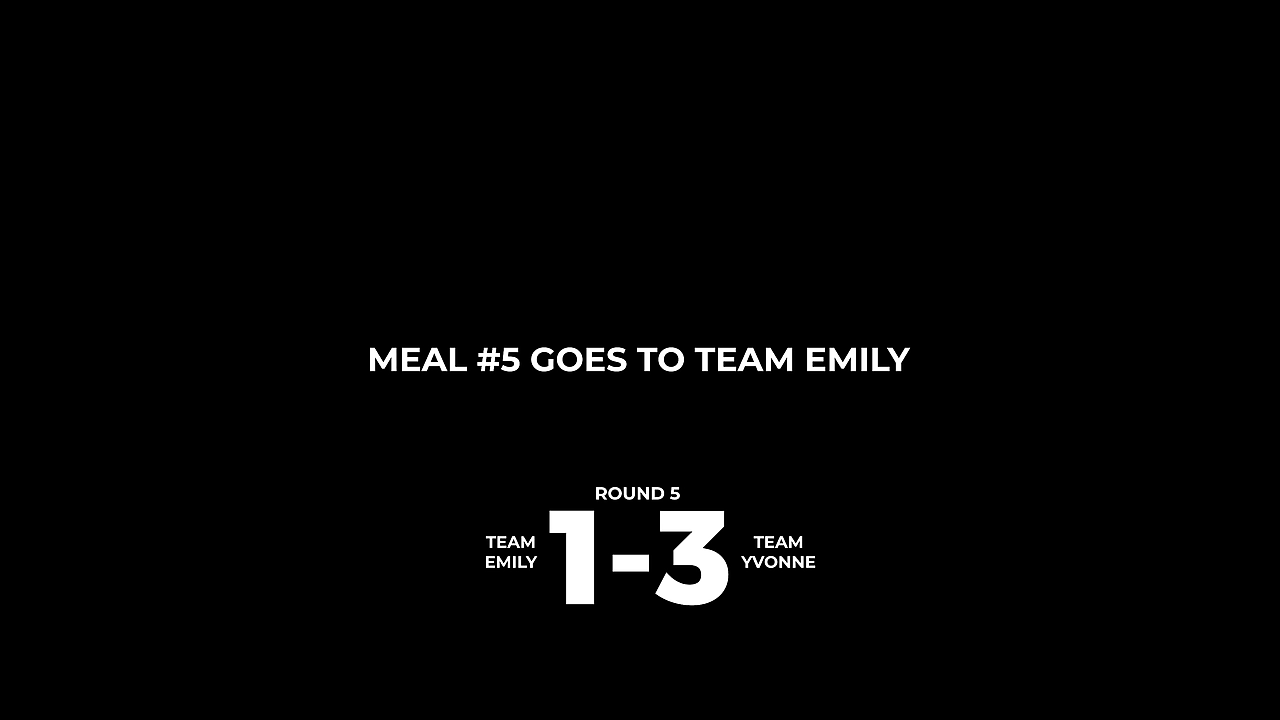 MEAL #5 GOES TO TEAM EMILY
ROUND 5
TEAM
EMILY
1-3
TEAM
YVONNE